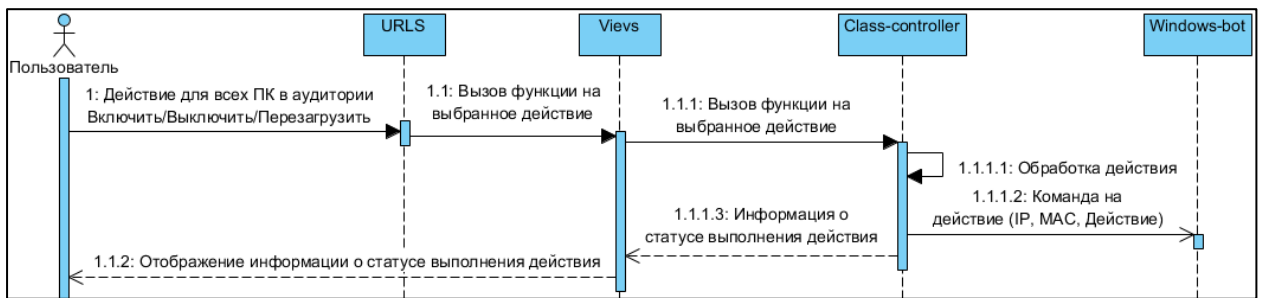 URLS
Vievs
Class-controller
Windows-bot
Пользователь
1: Действие для всех ПК в аудитории
Включить/Выключить/Перезагрузить
1.1: Вызов функции на
выбранное действие
1.1.1: Вызов функции на
выбранное действие
1.1.1.1: Обработка действия
1.1.1.2: Команда на
действие (IP, MAC, Действие)
1.1.1.3: Информация о
статусе выполнения действия
1.1.2: Отображение информации о статусе выполнения действия